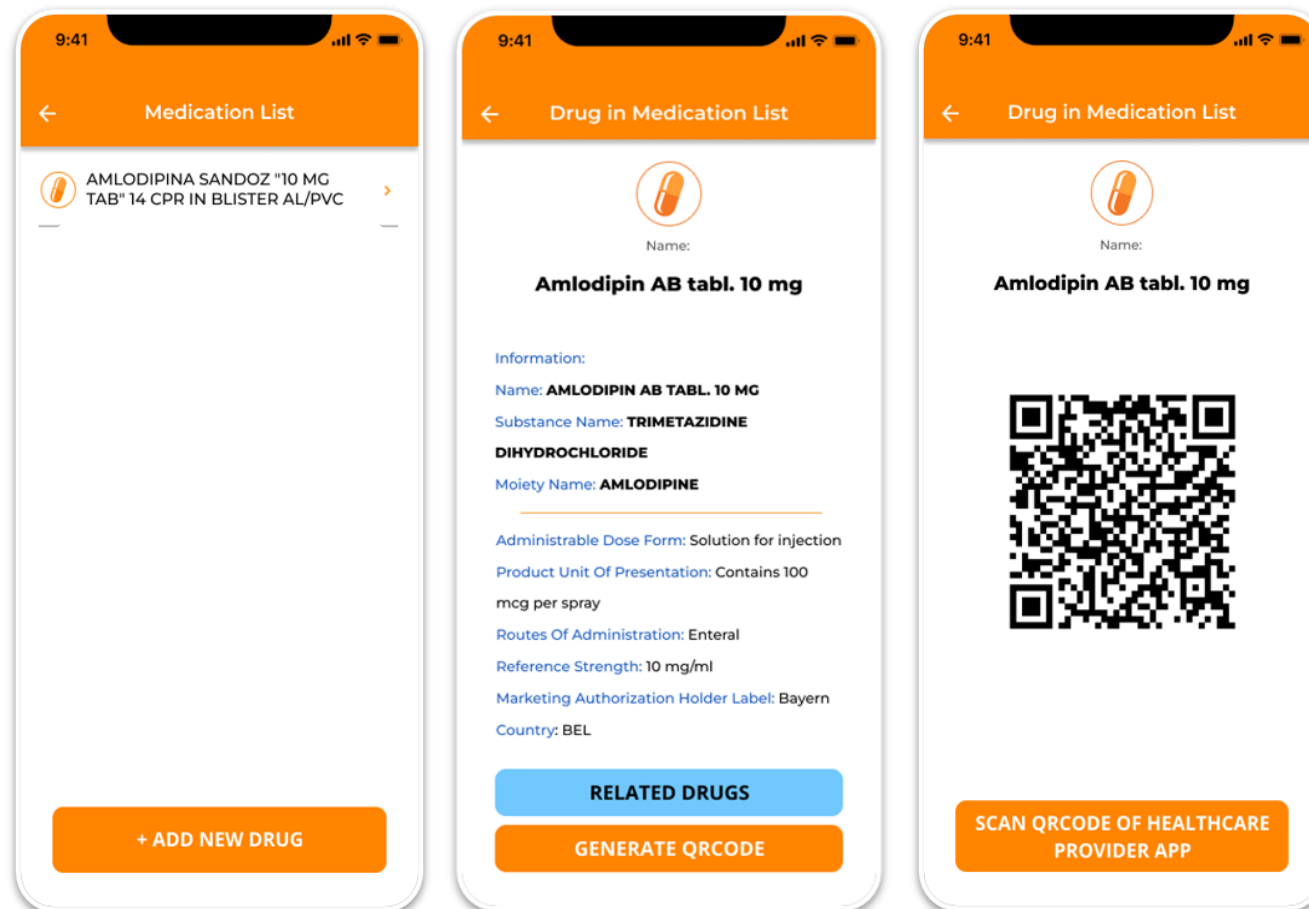 9:41
Medication List
AMLODIPINA SANDOZ "10 MG
TAB" 14 CPR IN BLISTER AL/PVC
+ ADD NEW DRUG
9:41
Drug in Medication List
Name:
Amlodipin AB tabl. 10 mg
Information:
Name: AMLODIPIN AB TABL. 10 MG
Substance Name: TRIMETAZIDINE
DIHYDROCHLORIDE
Moiety Name: AMLODIPINE
Administrable Dose Form: Solution for injection
Product Unit Of Presentation: Contains 100
mcg per spray
Routes Of Administration: Enteral
Reference Strength: 10 mg/ml
Marketing Authorization Holder Label: Bayern
Country: BEL
RELATED DRUGS
GENERATE QRCODE
9:41
Drug in Medication List
Name:
Amlodipin AB tabl. 10 mg
SCAN QRCODE OF HEALTHCARE
PROVIDER APP